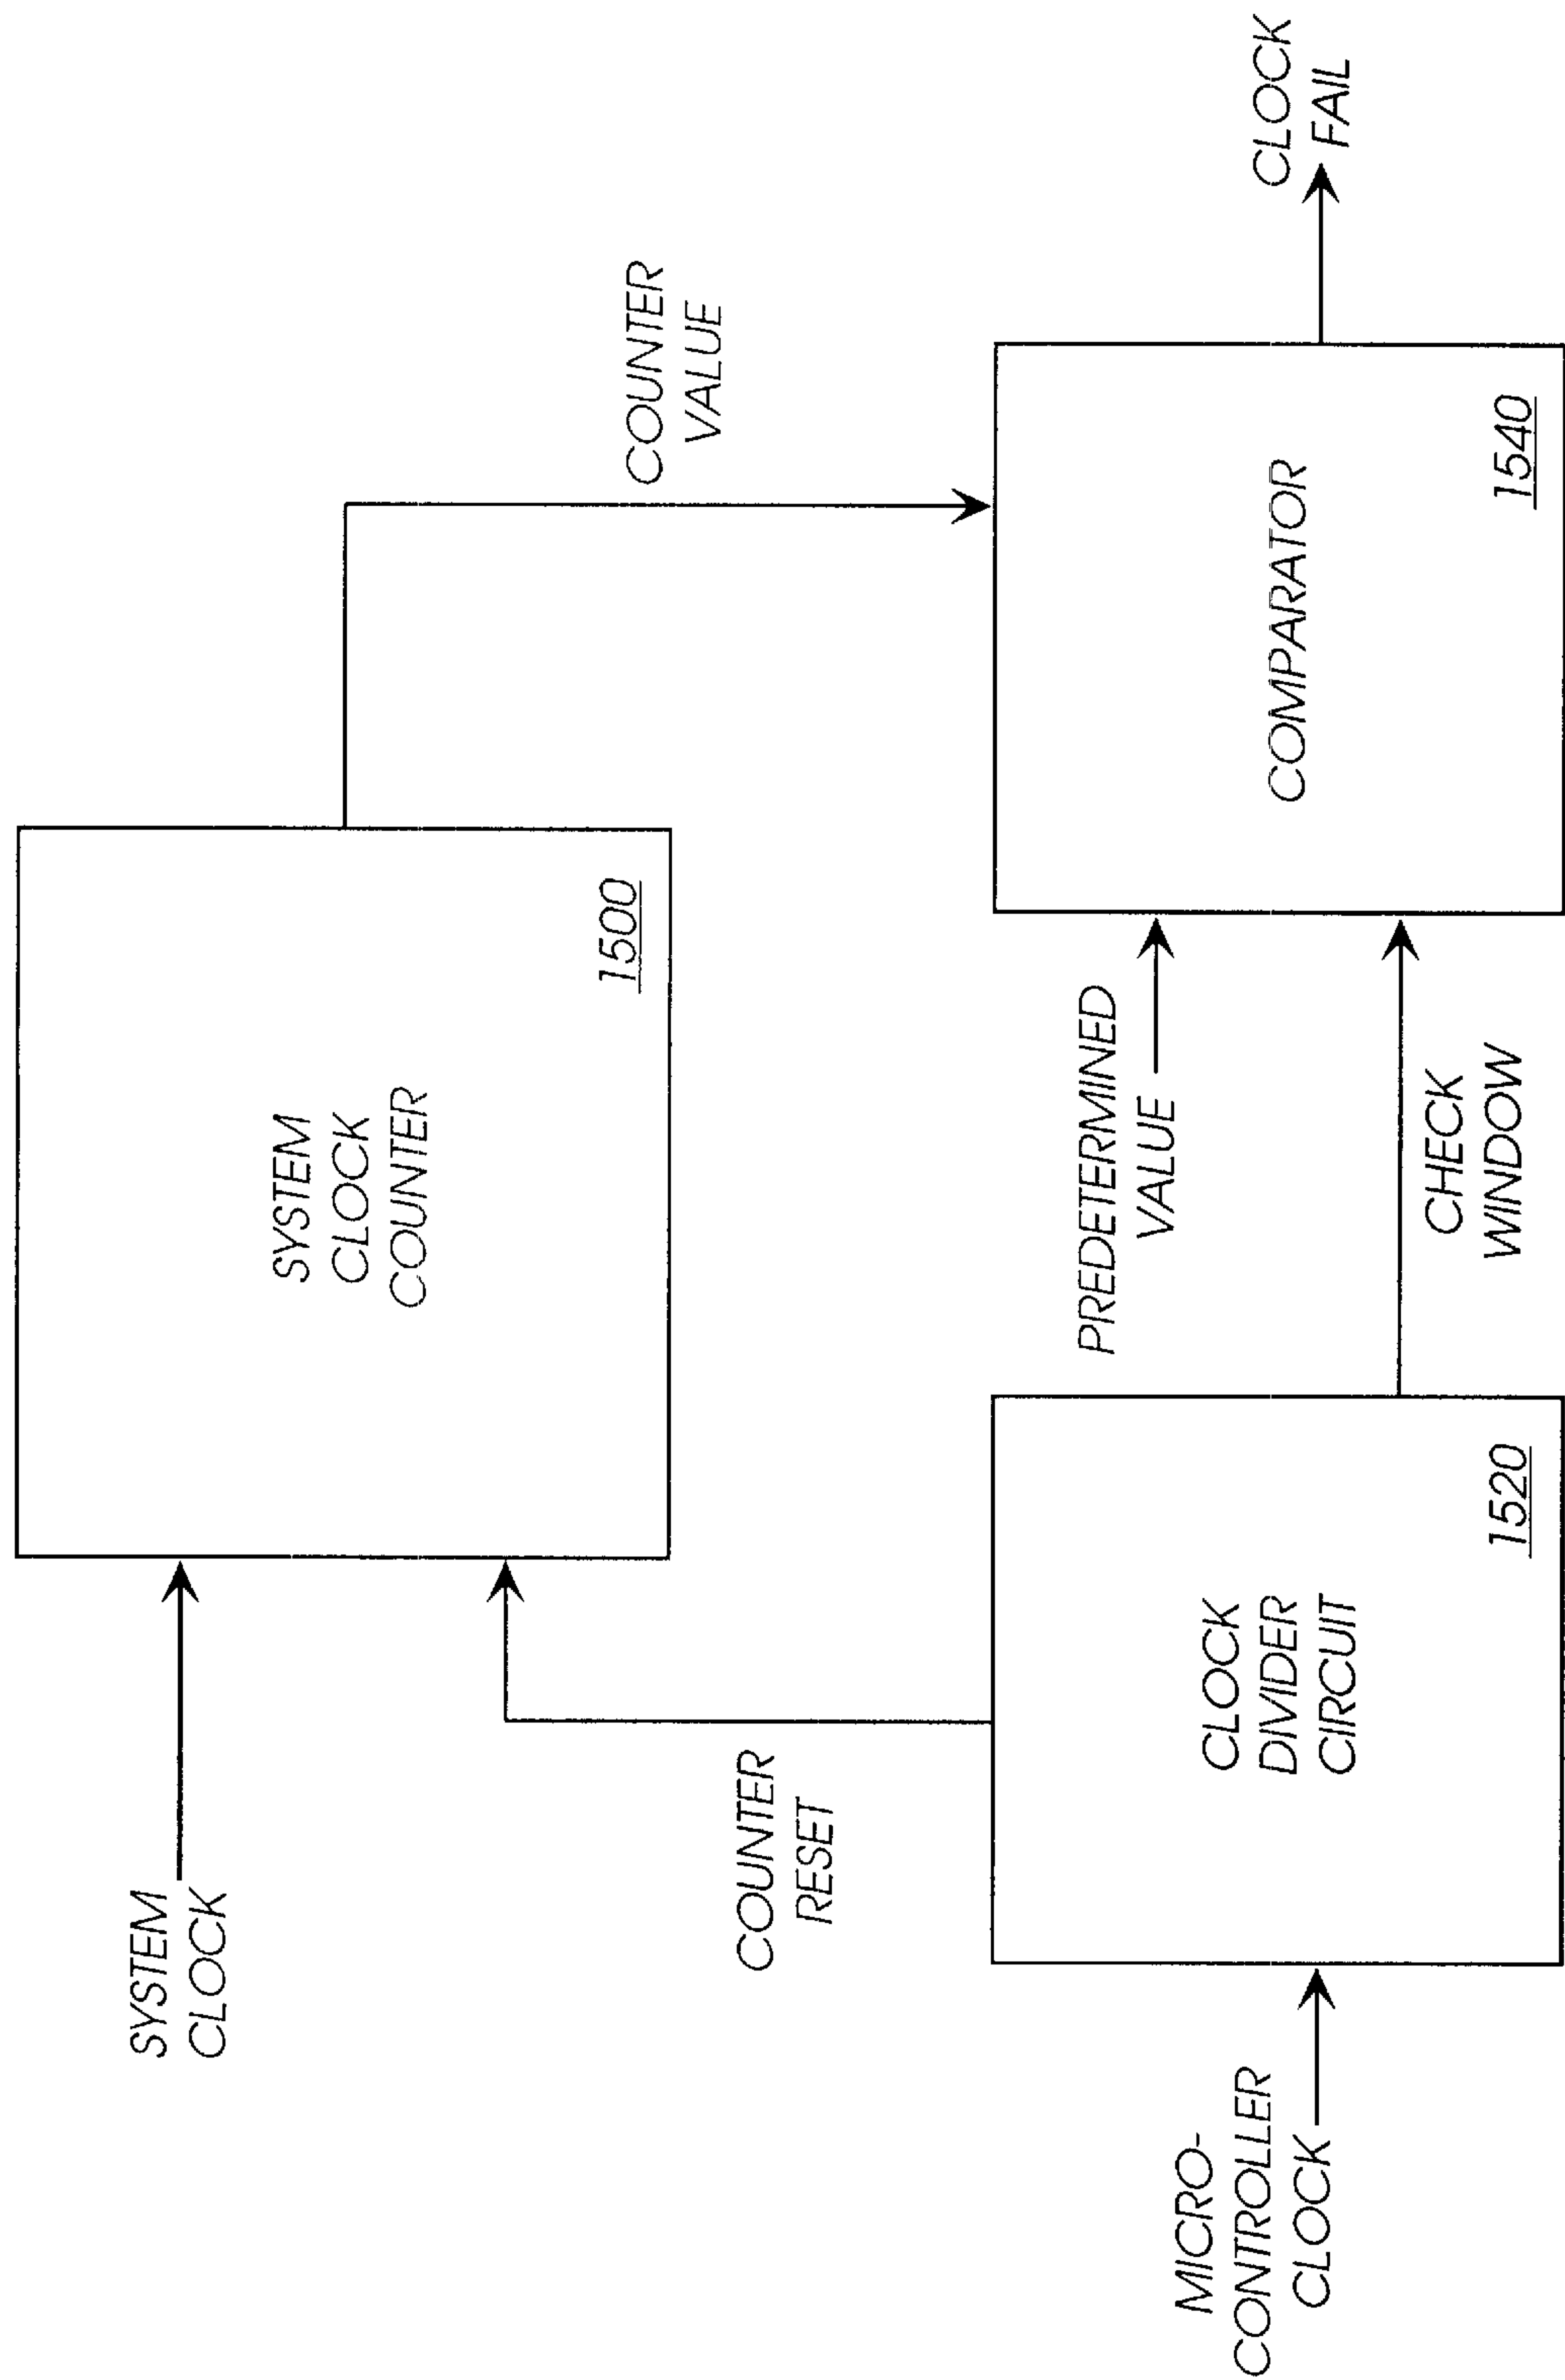 SYSTEM
CLOCK
SYSTEM
CLOCK
COUNTER
1500
COUNTER
VALUE
COUNTER
RESET
MICRO-
CONTROLLER
CLOCK
CLOCK
DIVIDER
CIRCUIT
1520
PREDETERMINED
VALUE
CHECK
WINDOW
COMPARATOR
1540
CLOCK
FAIL